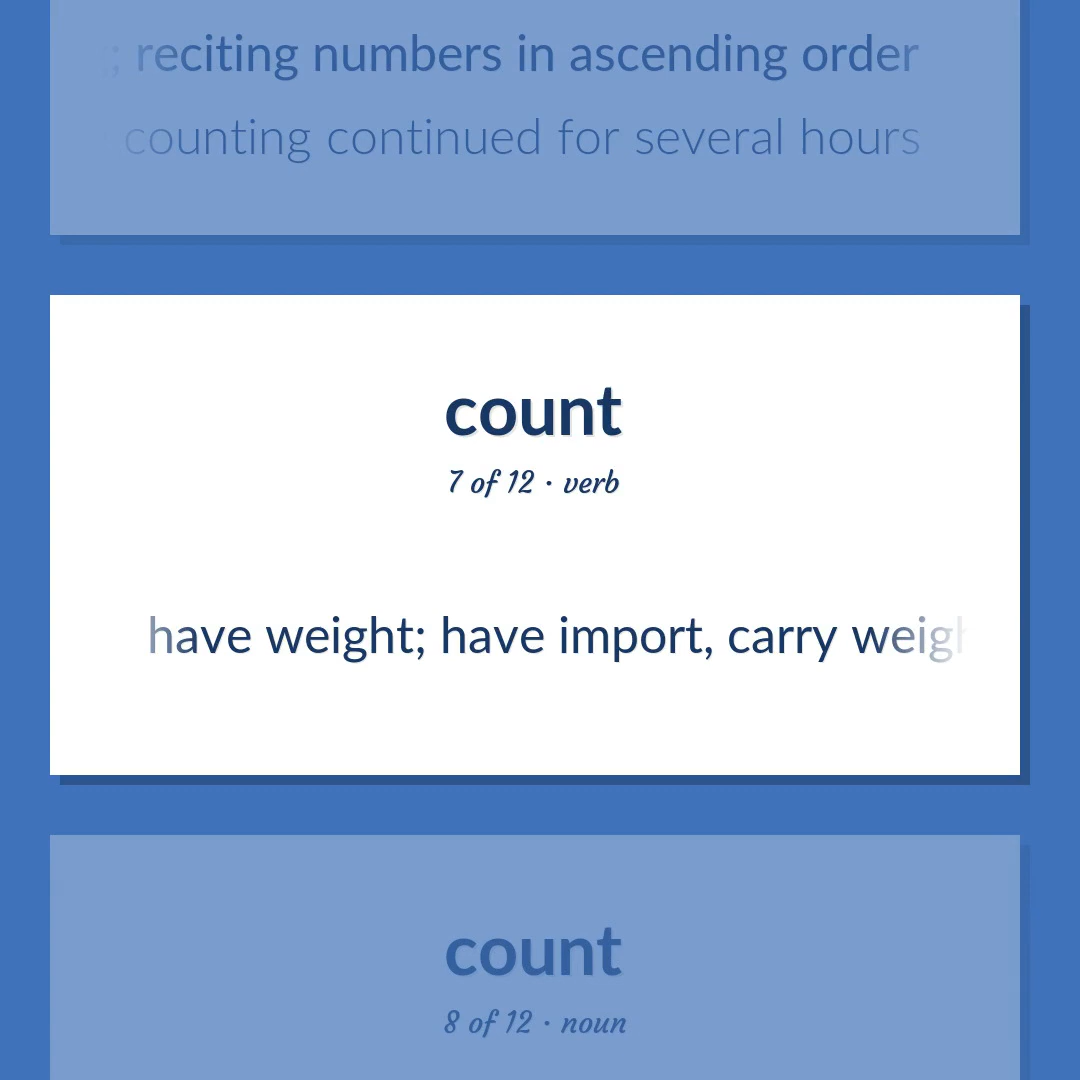 ; reciting numbers in ascending order
counting continued for several hours
count
7 of 12 · verb
have weight; have import, carry weigh
count
8 of 12 · noun